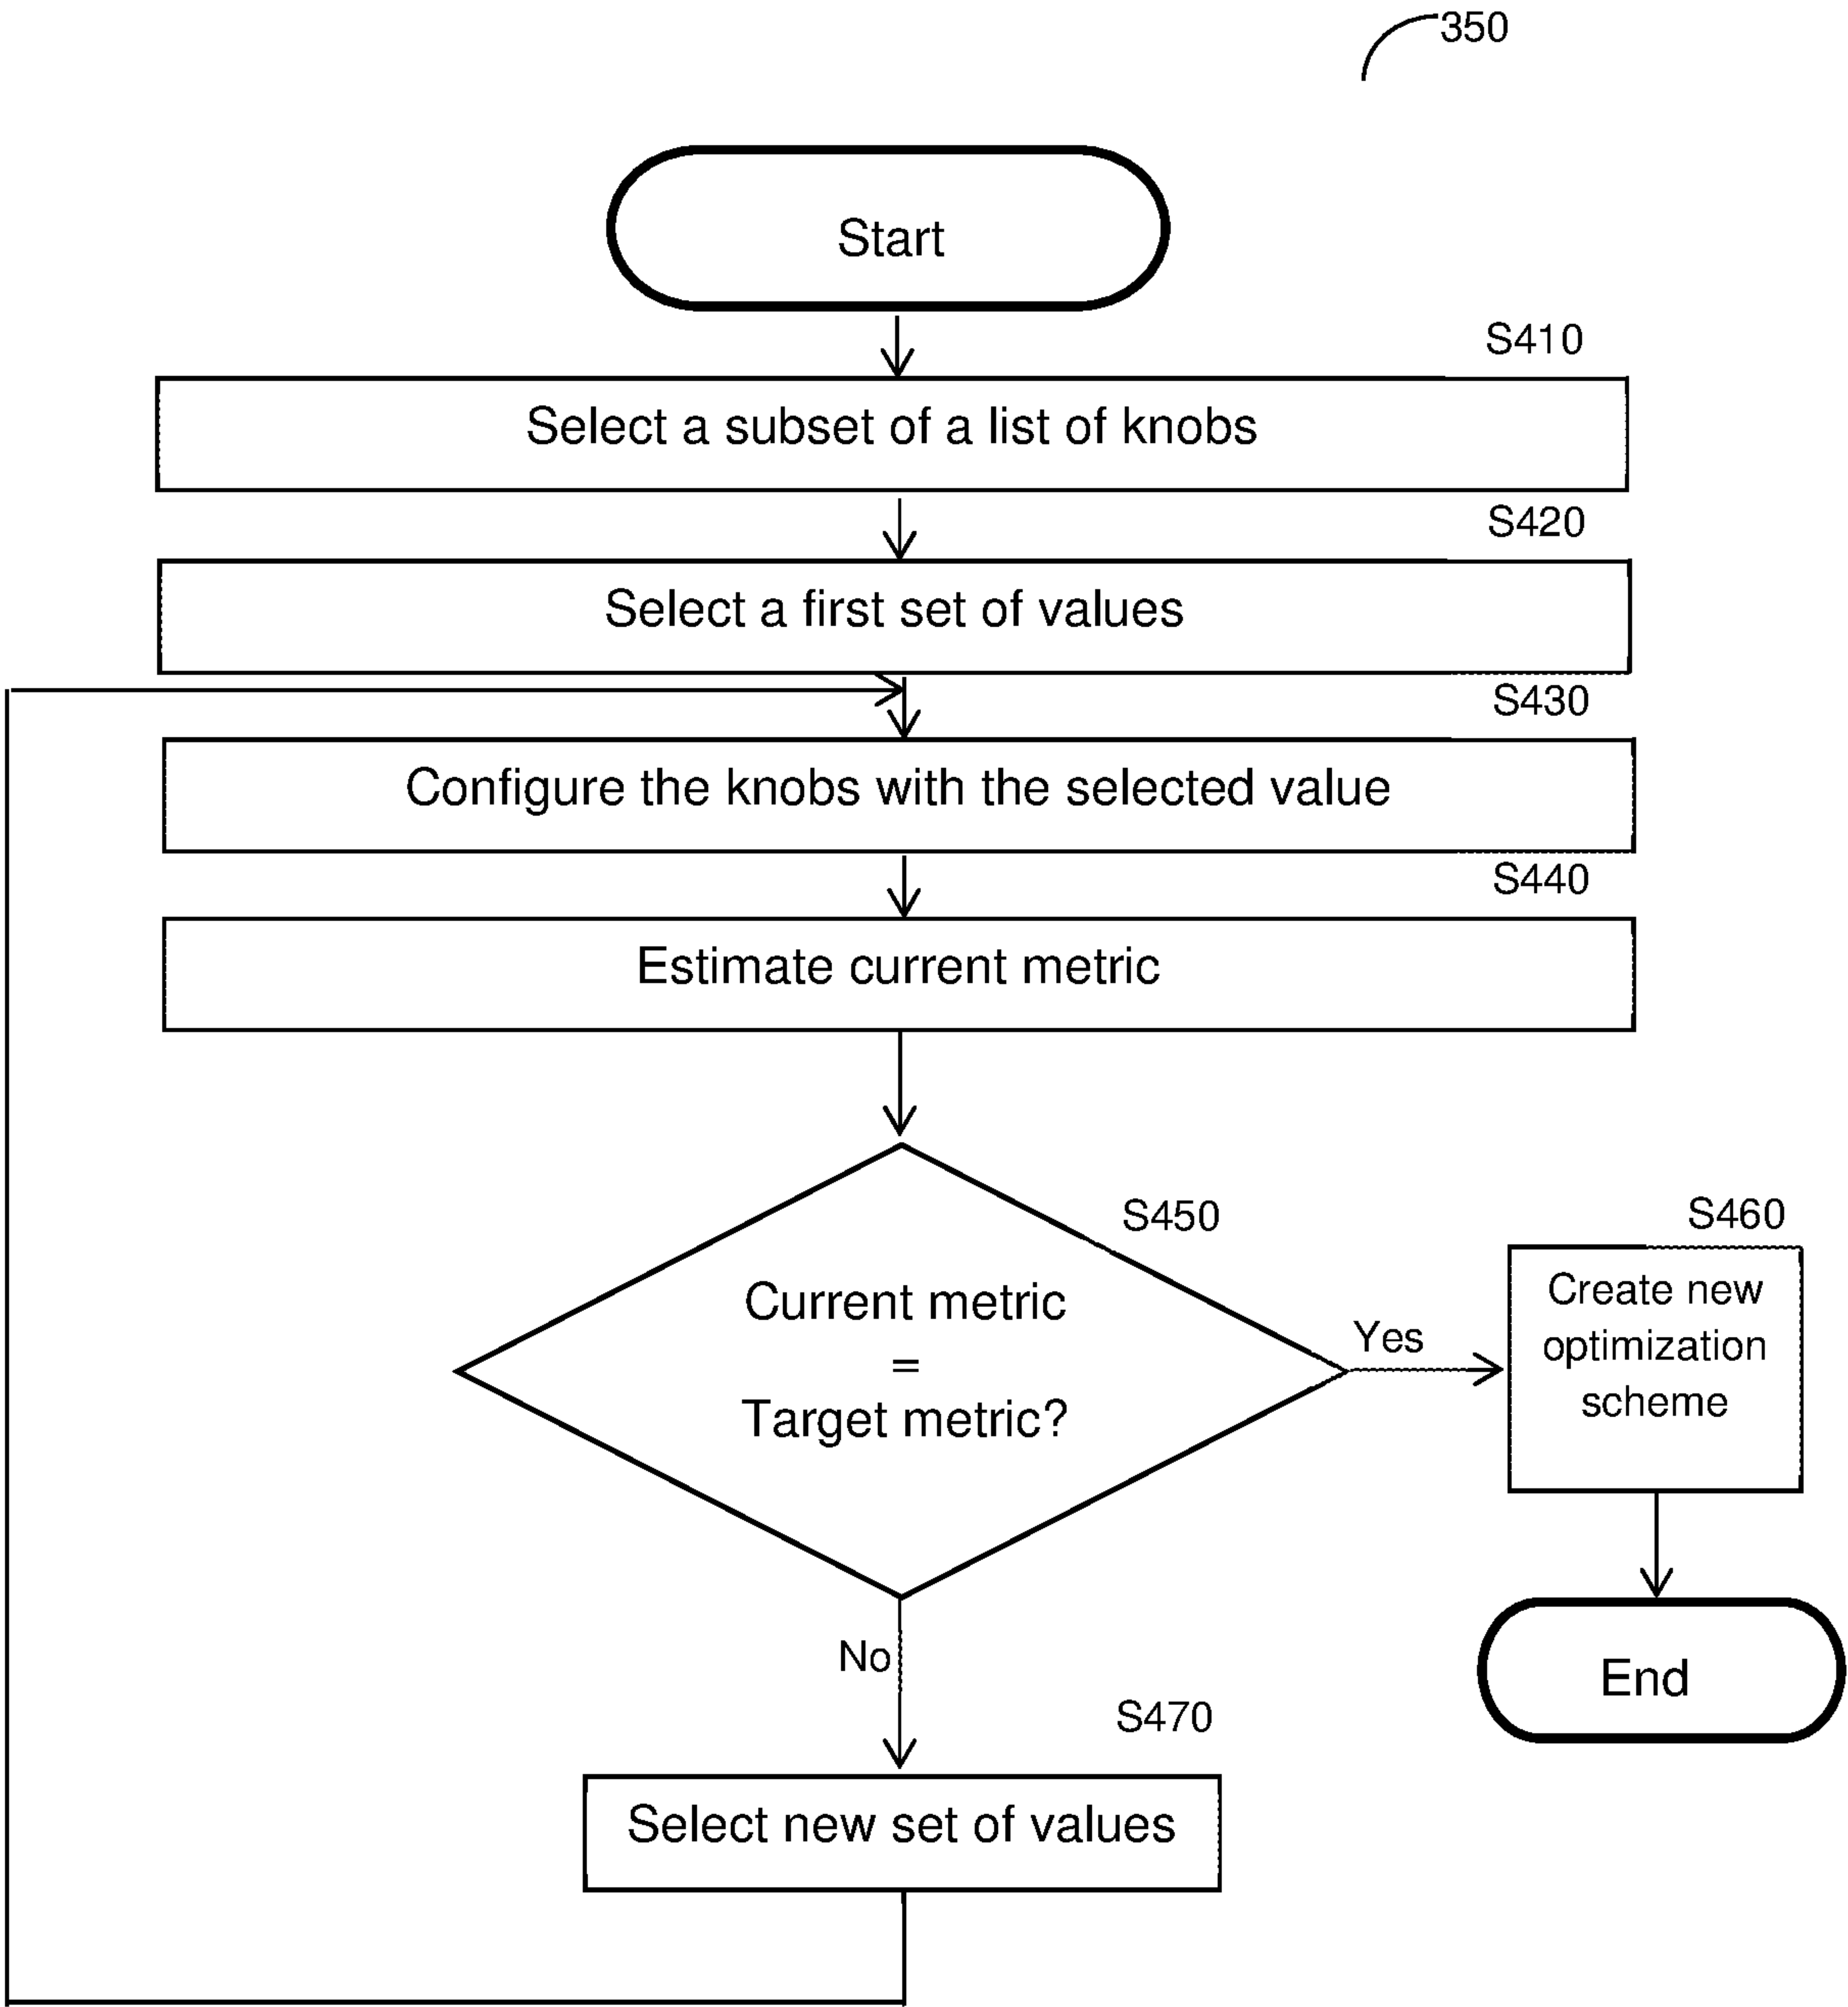 350
Start
S410
Select a subset of a list of knobs
S420
Select a first set of values
S430
Configure the knobs with the selected value
S440
Estimate current metric
S450
Current metric
=
Target metric?
Yes
S460
Create new
optimization
scheme
End
No
S470
Select new set of values